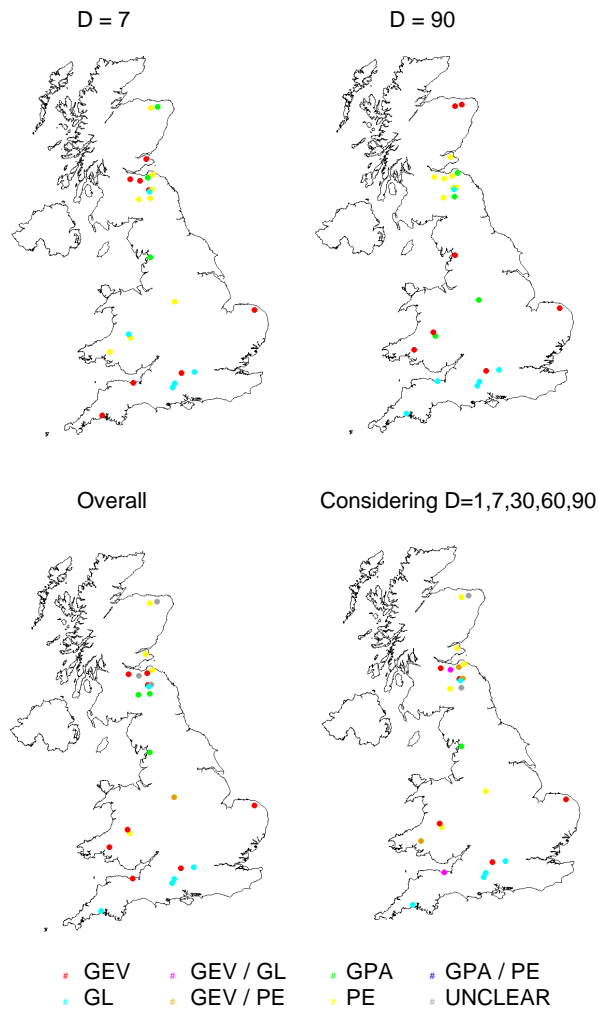 D = 7 D = 90
Overall Considering D=1,7,30,60,90
# GEV # GEV / GL # GPA # GPA / PE
# GL # GEV / PE # PE # UNCLEAR